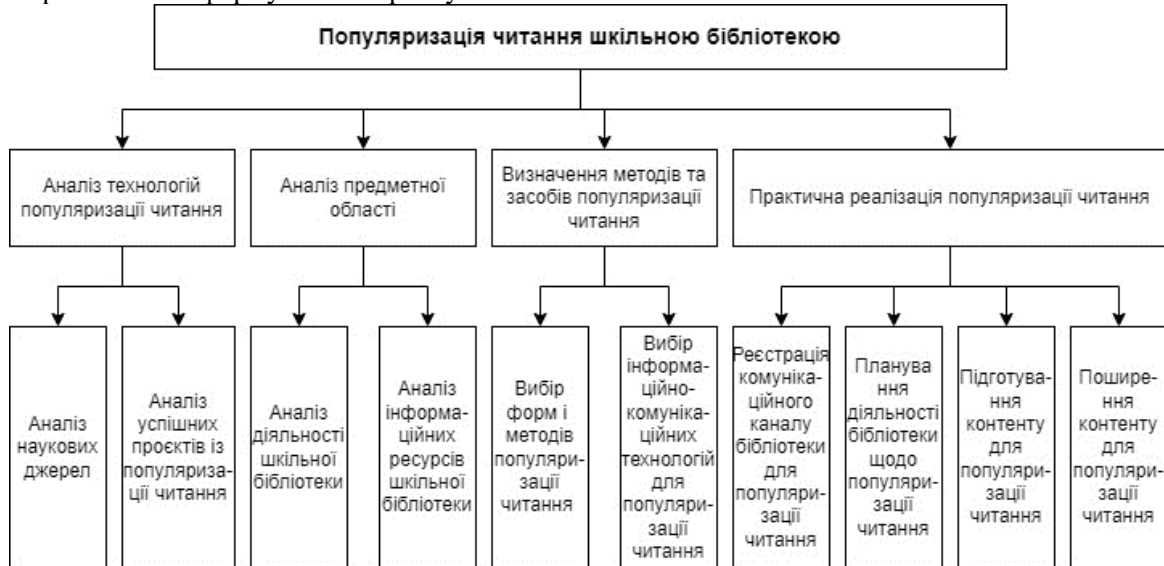 Популяризація читання шкільною бібліотекою
Аналіз технологій
популяризації читання
Аналіз предметної
області
Визначення методів та
засобів популяризації
читання
Практична реалізація популяризації читання
Аналіз
наукових
джерел
Аналіз
успішних
проєктів із
популяриза-
ції читання
Аналіз
діяльності
шкільної
бібліотеки
Аналіз
інформа-
ційних
ресурсів
шкільної
бібліотеки
Вибір
форм і
методів
популяри-
зації
читання
Вибір
інформа-
ційно-
комуніка-
ційних
технологій
для
популяри-
зації
читання
Реєстрація
комуніка-
ційного
каналу
бібліотеки
для
популяри-
зації
читання
Планува
ння
діяльності
бібліотеки
щодо
популяри-
зації
читання
Підготува-
ння
контенту
для
популяри-
зації
читання
Пошире-
ння
контенту
для
популяри-
зації
читання